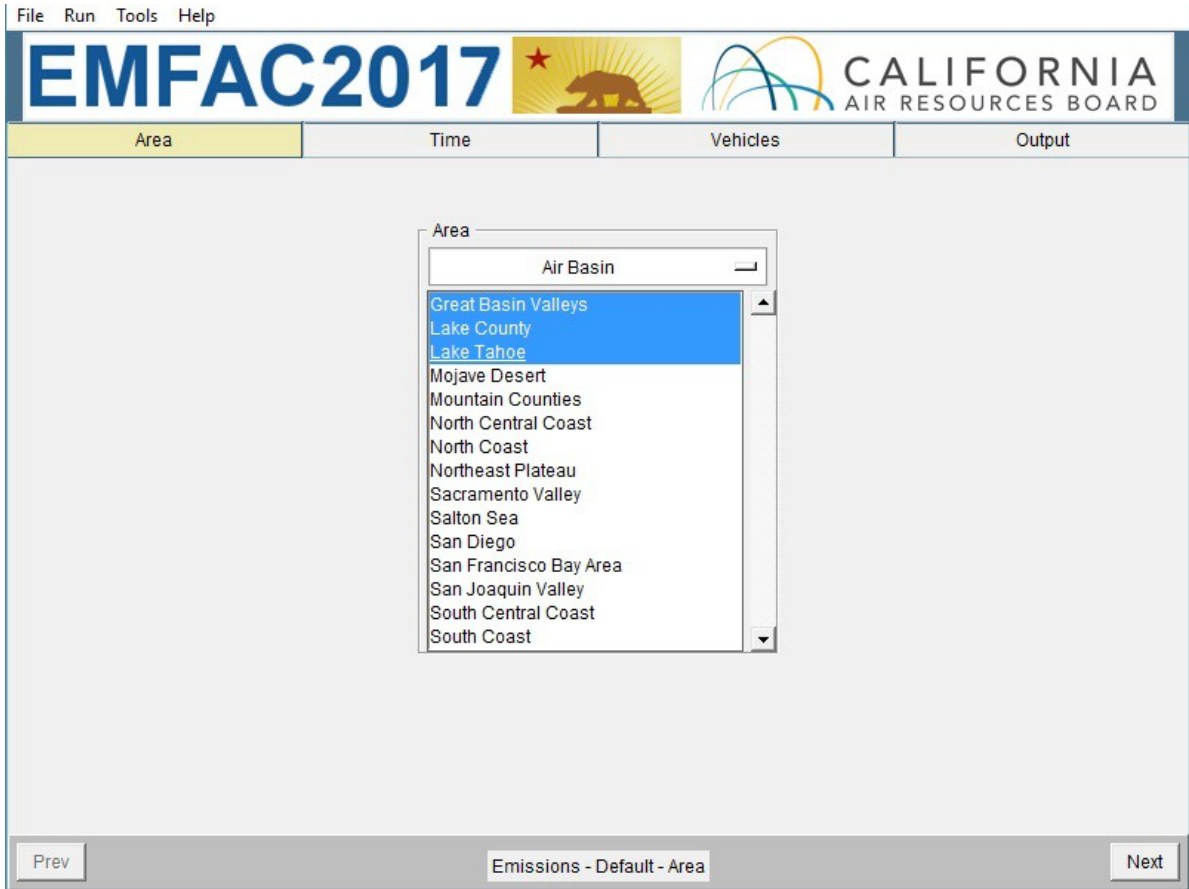 File Run Tools Help
EMFAC2017
CALIFORNIA
AIR RESOURCES BOARD
Area Time Vehicles Output
Area
Air Basin
Great Basin Valleys
Lake County
Lake Tahoe
Mojave Desert
Mountain Counties
North Central Coast
North Coast
Northeast Plateau
Sacramento Valley
Salton Sea
San Diego
San Francisco Bay Area
San Joaquin Valley
South Central Coast
South Coast
Prev Emissions - Default - Area Next